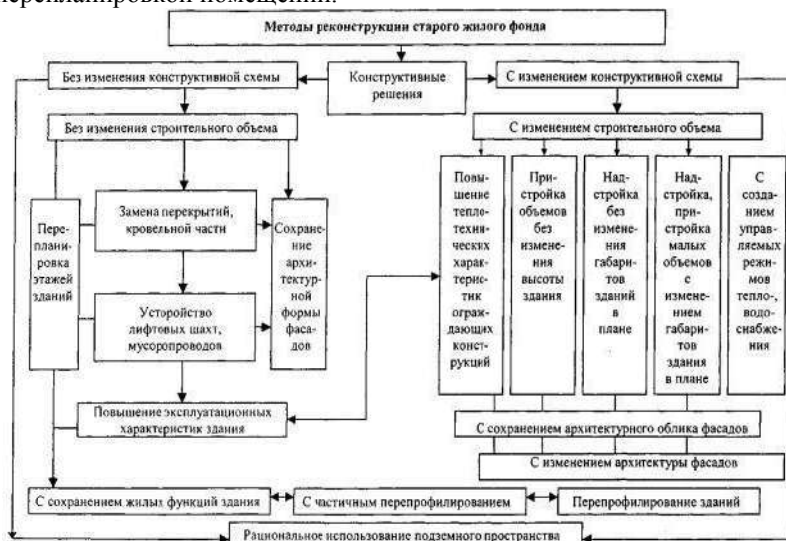 перепланировкой помещений.
Методы реконструкции старого жилого фонда
Без изменения конструктивной схемы
Конструктивные
решения
С изменением конструктивной схемы
Без изменения строительного объема
С изменением строительного объема
Пере-
плани-
ровка
этажей
зданий
Замена перекрытий,
кровельной части
Устройство
лифтовых шахт,
мусоропроводов
Сохране-
ние
архи-
тектур-
ной
формы
фаса-
дов
Повы-
шение
тепле-
техни-
ческих
харак-
терис-
тик
ограж-
дающих
конст-
рукций
При-
стройка
объемов
без
измене-
ния
высоты
здания
Над-
стройка
без
изменения
габари-
тов
зданий
в
плане
Над-
стройка,
при-
стройка
малых
объемов
с
измене-
нием
габари-
тов
здания
в плане
С
созда-
нием
управ-
ляемых
режи-
мов
тепло-,
водо-
снабже-
ния
Повышение эксплуатационных
характеристик здания
С сохранением архитектурного облика фасадов
С изменением архитектуры фасадов
С сохранением жилых функций здания
С частичным перепрофилированием
Перепрофилирование зданий
Рациональное использование подземного пространства